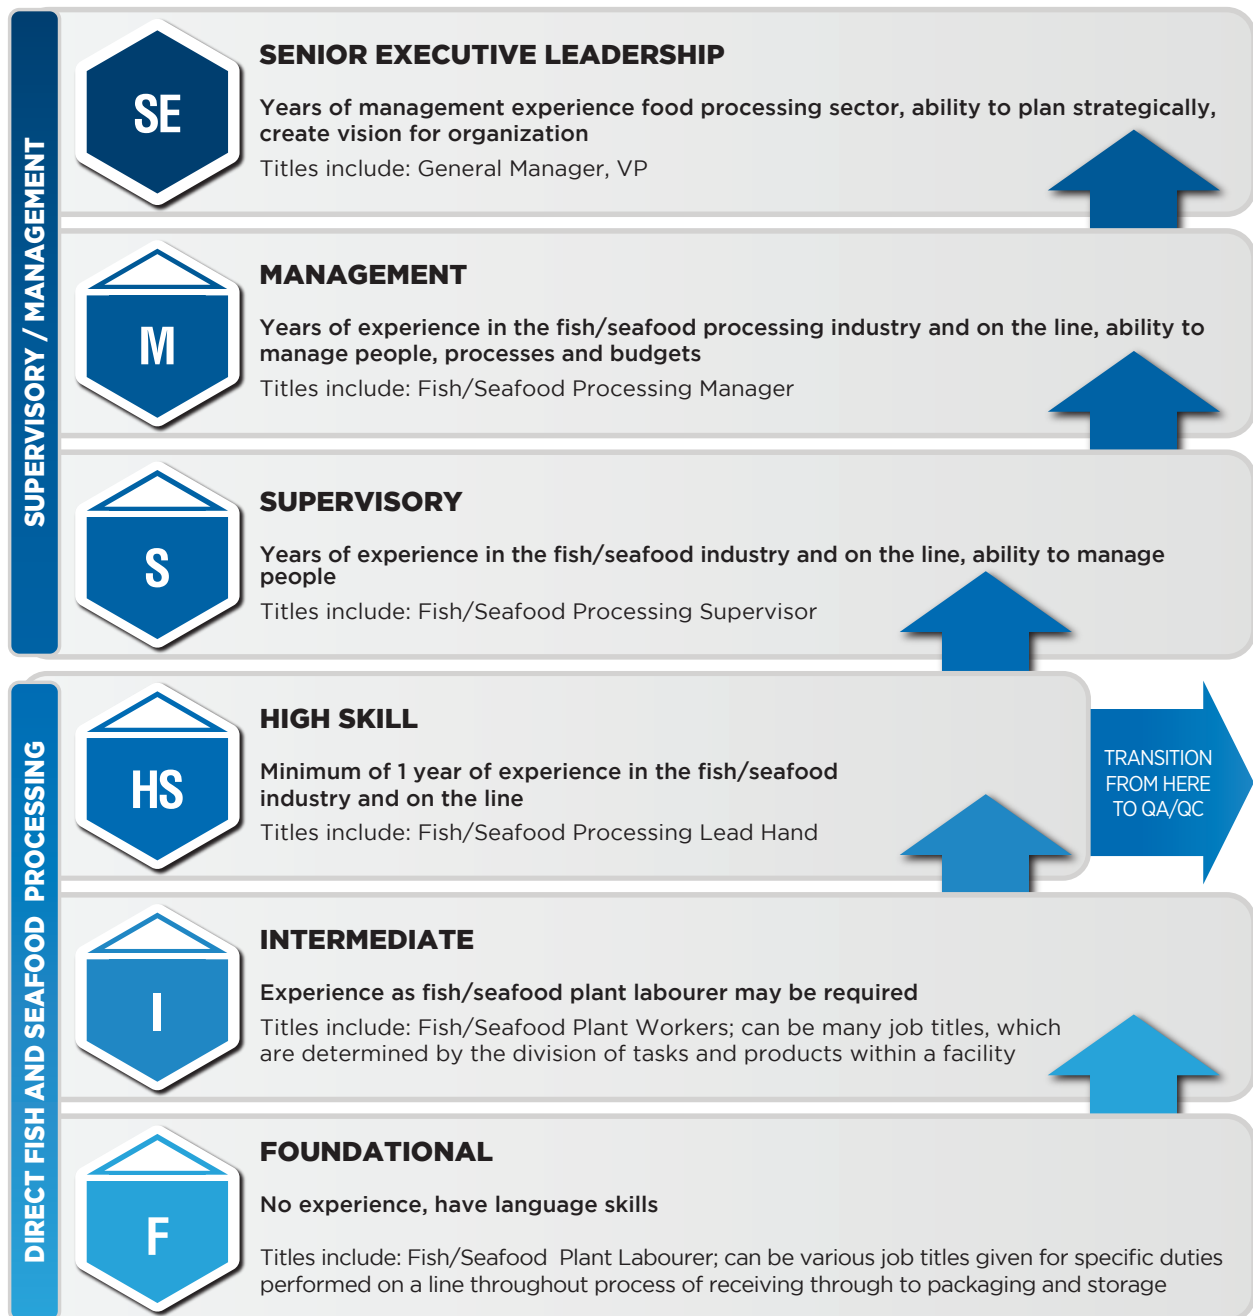 SUPERVISORY / MANAGEMENT
SE
SENIOR EXECUTIVE LEADERSHIP
Years of management experience food processing sector, ability to plan strategically,
create vision for organization
Titles include: General Manager, VP
M
MANAGEMENT
Years of experience in the fish/seafood processing industry and on the line, ability to
manage people, processes and budgets
Titles include: Fish/Seafood Processing Manager
S
SUPERVISORY
Years of experience in the fish/seafood industry and on the line, ability to manage
people
Titles include: Fish/Seafood Processing Supervisor
DIRECT FISH AND SEAFOOD PROCESSING
HS
HIGH SKILL
Minimum of 1 year of experience in the fish/seafood
industry and on the line
Titles include: Fish/Seafood Processing Lead Hand
TRANSITION
FROM HERE
TO QA/QC
I
INTERMEDIATE
Experience as fish/seafood plant labourer may be required
Titles include: Fish/Seafood Plant Workers; can be many job titles, which
are determined by the division of tasks and products within a facility
F
FOUNDATIONAL
No experience, have language skills
Titles include: Fish/Seafood Plant Labourer; can be various job titles given for specific duties
performed on a line throughout process of receiving through to packaging and storage